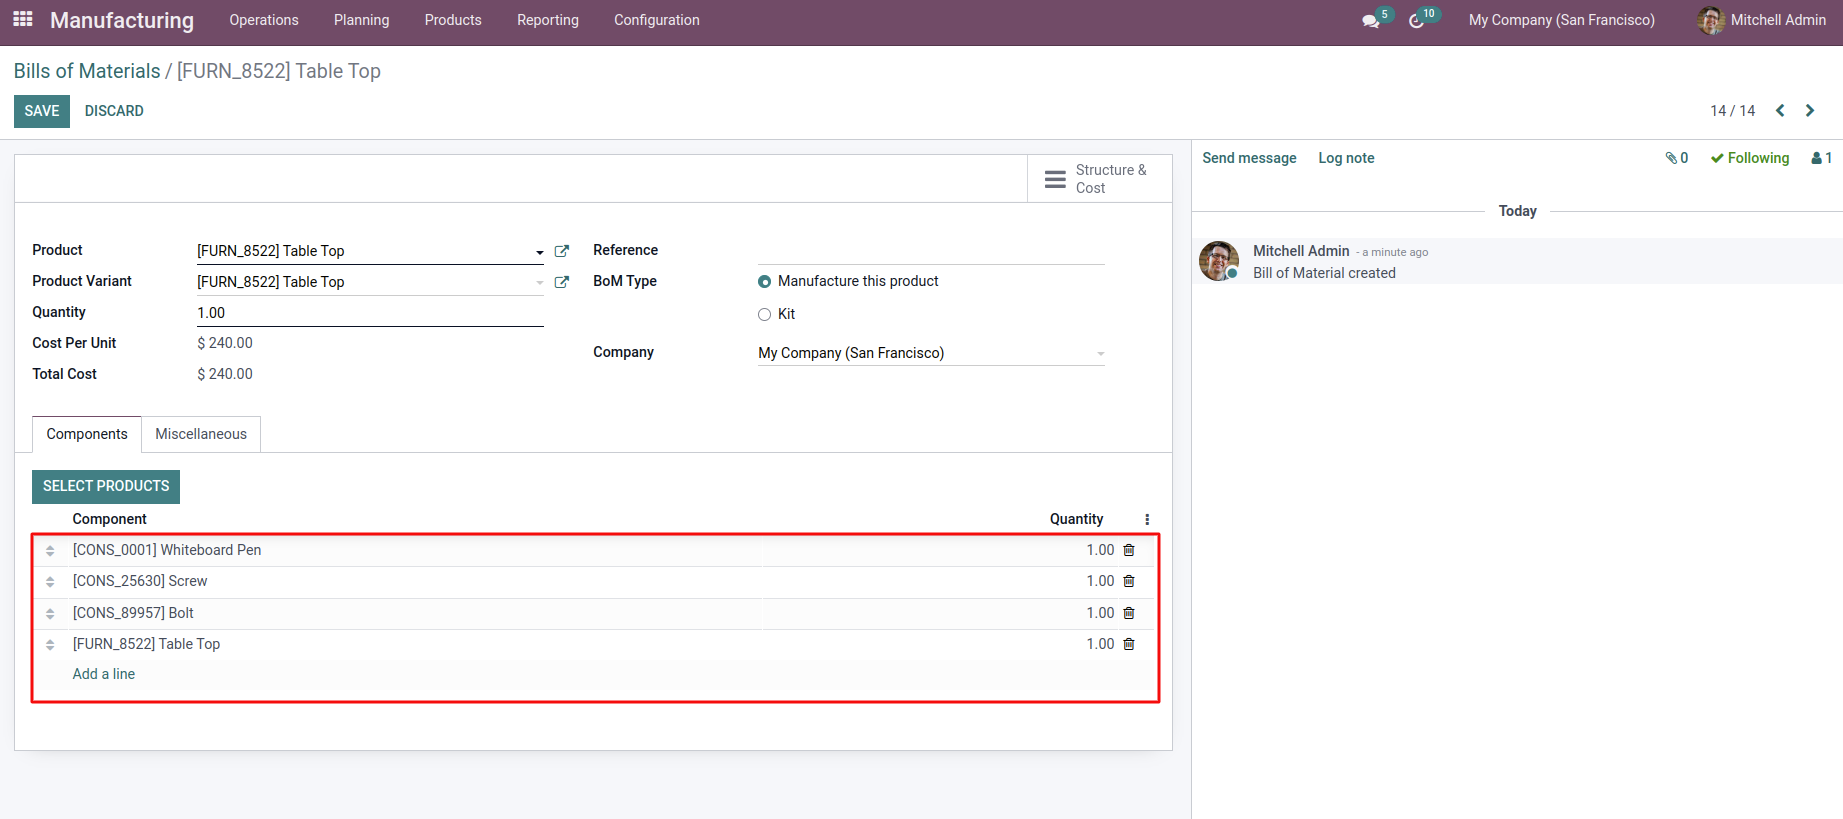 Manufacturing Operations Planning Products Reporting Configuration 5 10 My Company (San Francisco) Mitchell Admin
Bills of Materials / [FURN_8522] Table Top
SAVE DISCARD 14 / 14
Structure &
Cost
Product [FURN_8522] Table Top
Product Variant [FURN_8522] Table Top
Quantity 1.00
Cost Per Unit $ 240.00
Total Cost $ 240.00
Reference
BoM Type Manufacture this product
Kit
Company My Company (San Francisco)
Components Miscellaneous
SELECT PRODUCTS
Component Quantity
[CONS_0001] Whiteboard Pen 1.00
[CONS_25630] Screw 1.00
[CONS_89957] Bolt 1.00
[FURN_8522] Table Top 1.00
Add a line
Send message Log note 0 Following 1
Today
Mitchell Admin - a minute ago
Bill of Material created